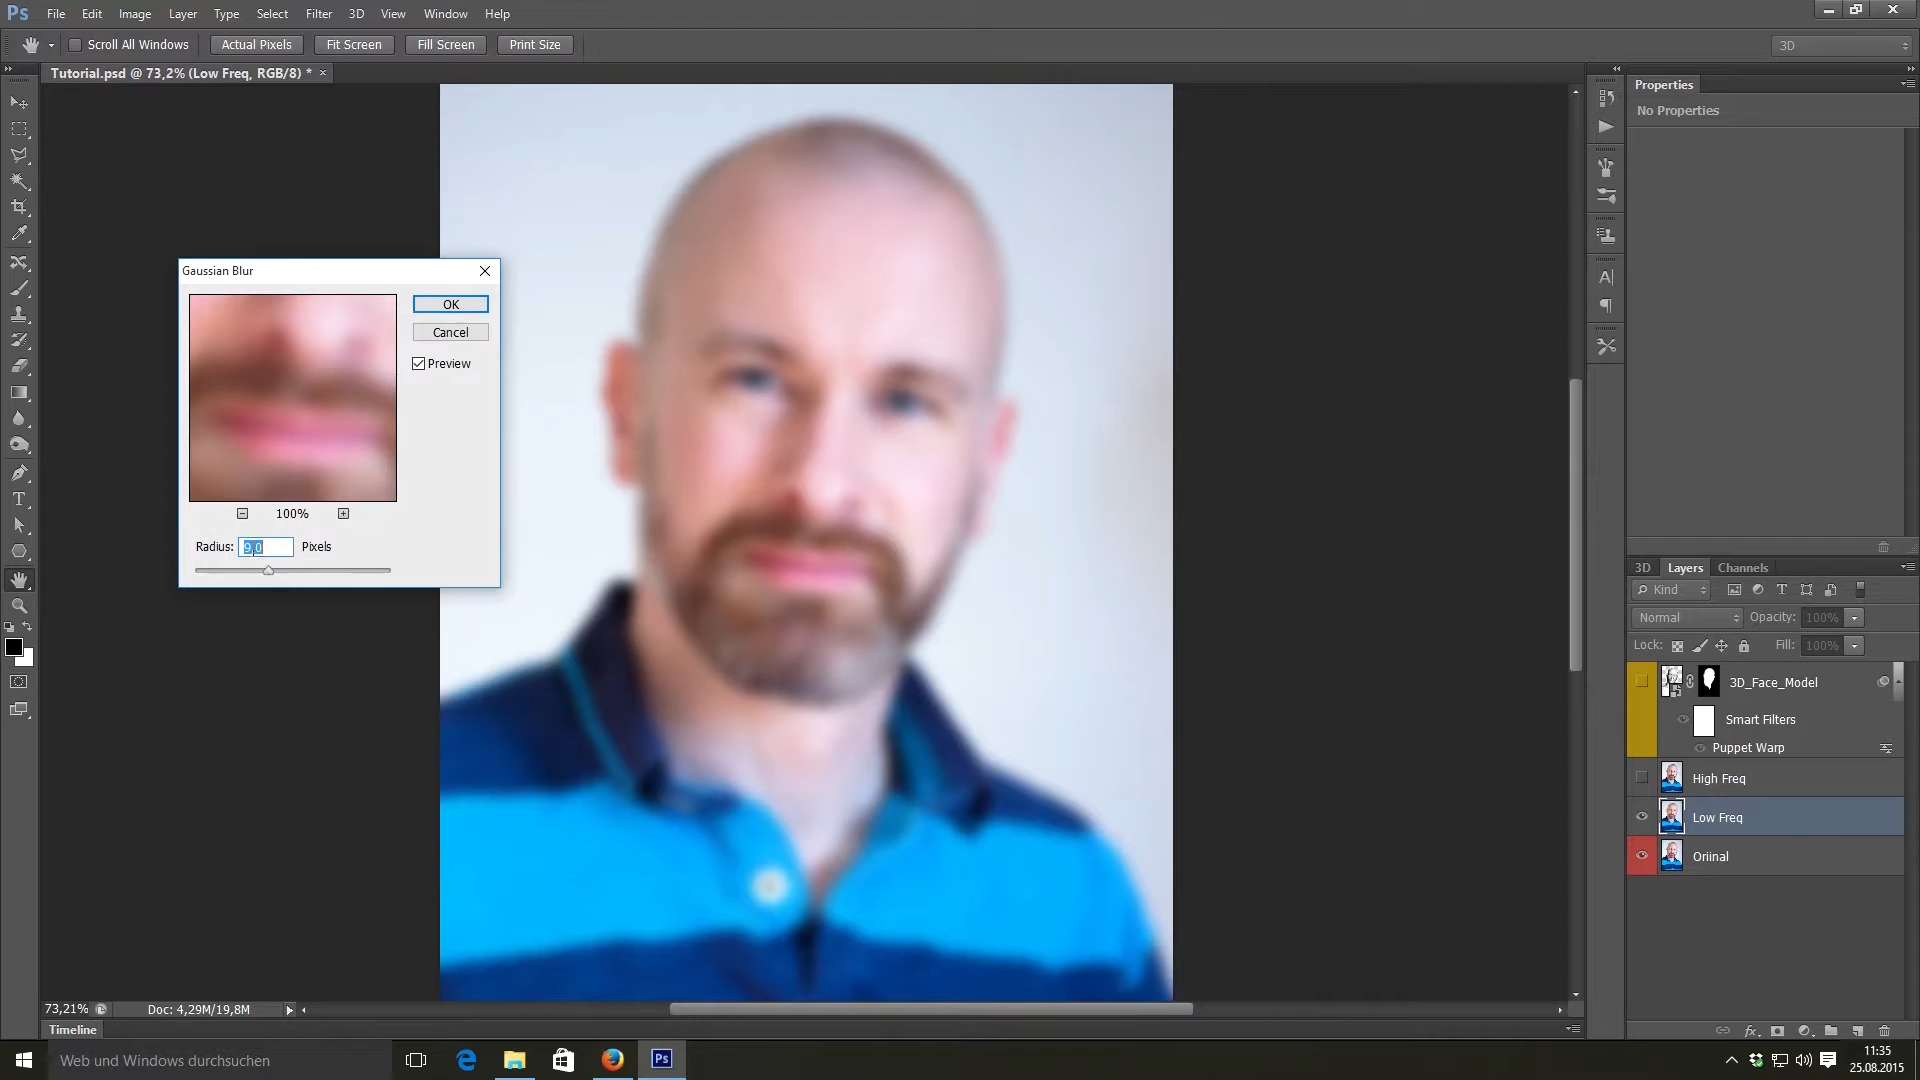 Ps File Edit Image Layer Type Select Filter 3D View Window Help
Scroll All Windows Actual Pixels Fit Screen Fill Screen Print Size 3D
Tutorial.psd @ 73,2% (Low Freq, RGB/8) * ×
Properties
No Properties
Gaussian Blur
OK
Cancel
Preview
100%
Radius: 9,0 Pixels
3D Layers Channels
Kind
Normal Opacity: 100%
Lock: Fill: 100%
3D_Face_Model
Smart Filters
Puppet Warp
High Freq
Low Freq
Oriinal
73,21% Doc: 4,29M/19,8M
Timeline
Web und Windows durchsuchen
Ps
11:35
25.08.2015